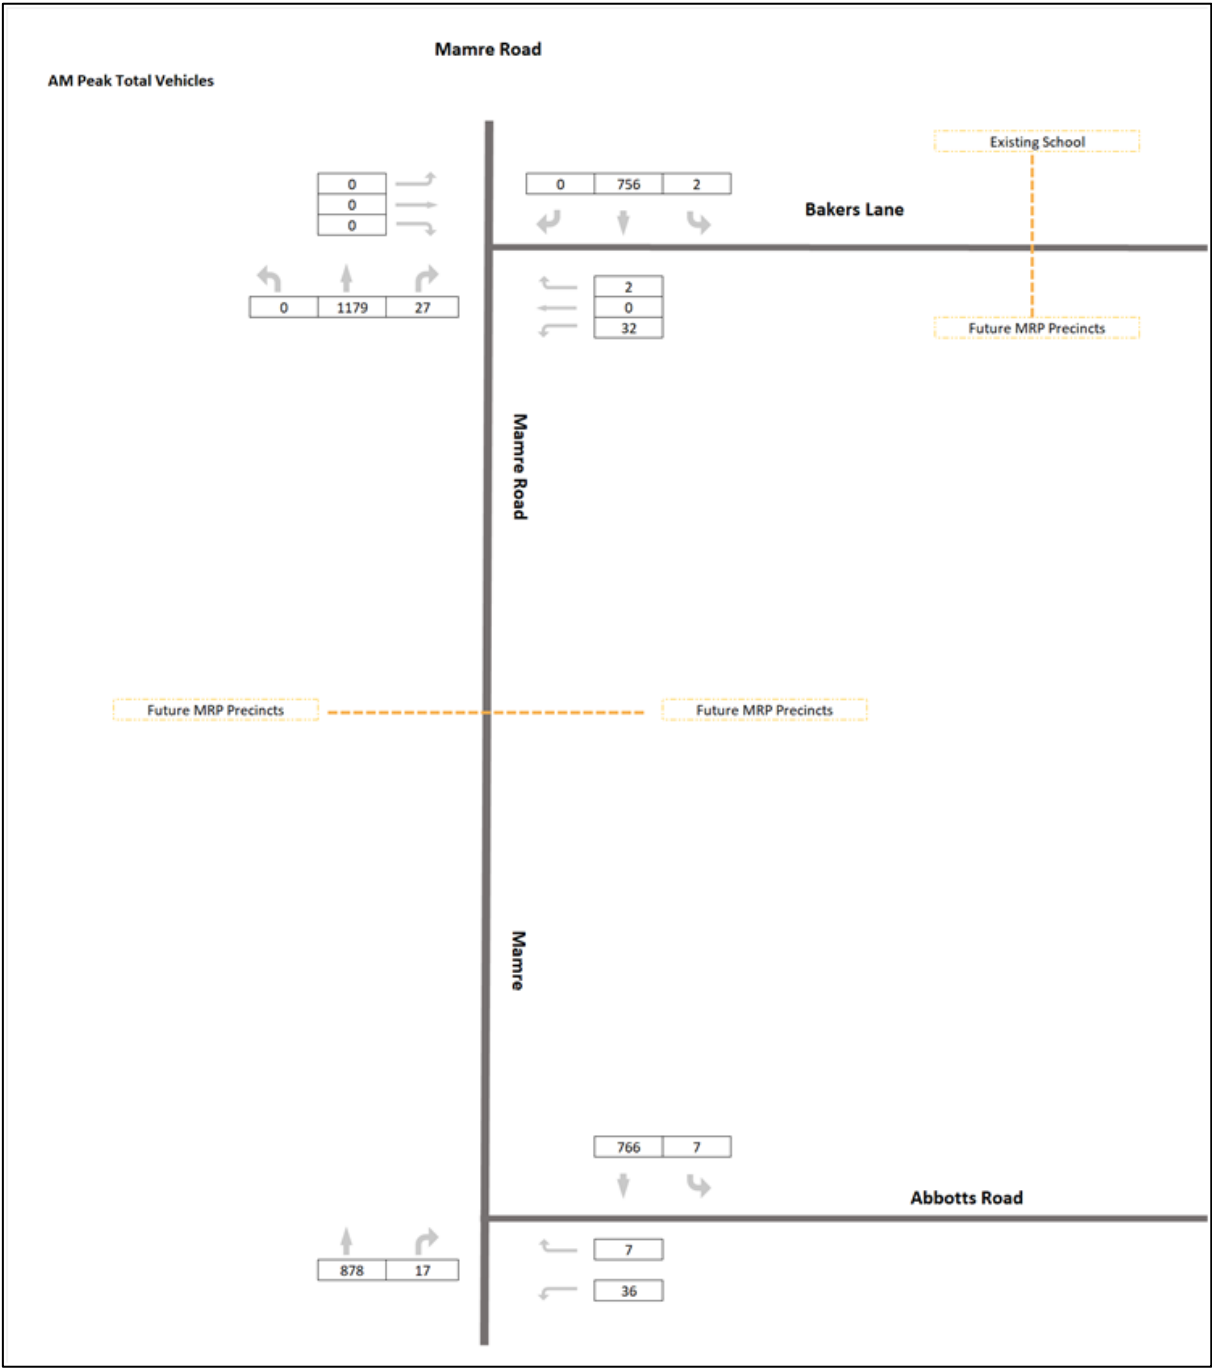 Mamre Road
AM Peak Total Vehicles
Existing School
0
0
0
0 756 2
Bakers Lane
0 1179 27
2
0
32
Future MRP Precincts
Mamre Road
Future MRP Precincts
Future MRP Precincts
Mamre
766 7
Abbotts Road
878 17
7
36